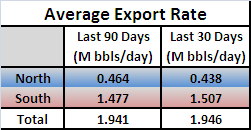 Average Export Rate
Last 90 Days Last 30 Days
(M bbls/day) (M bbls/day)
North 0.464 0.438
South 1.477 1.507
Total 1.941 1.946